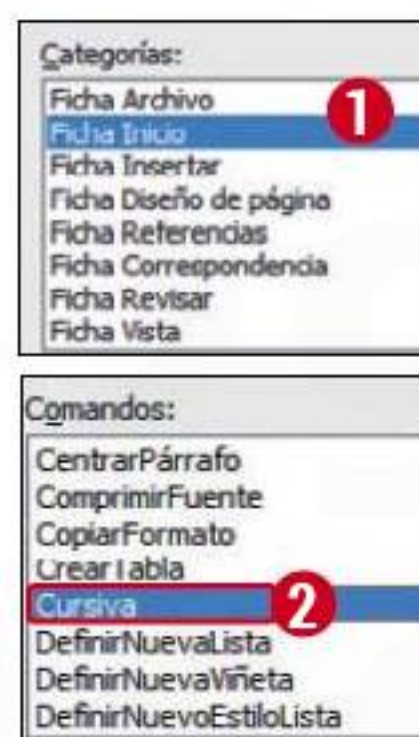 Categorías:
Ficha Archivo
1
Ficha Inicio
Ficha Insertar
Ficha Diseño de página
Ficha Referencias
Ficha Correspondencia
Ficha Revisar
Ficha Vista
Comandos:
CentrarPárrafo
ComprimirFuente
CopiarFormato
CrearTabla
Cursiva
2
DefinirNuevaLista
DefinirNuevaViñeta
DefinirNuevoEstiloLista